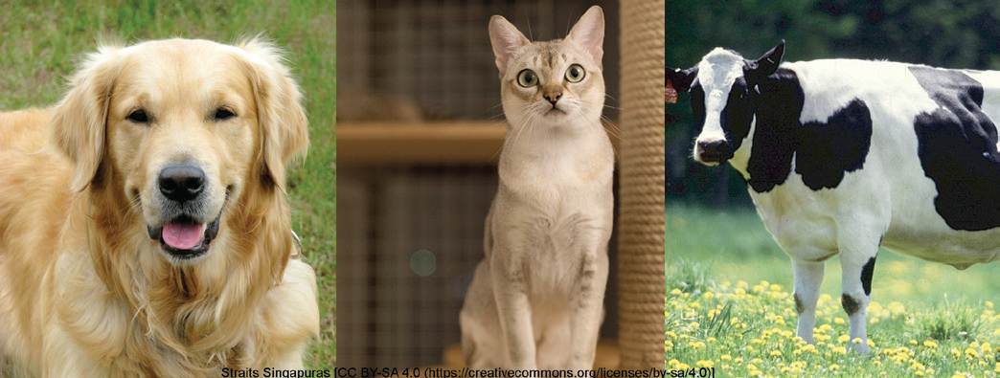 Straits Singapuras [CC BY-SA 4.0 (https://creativecommons.org/licenses/by-sa/4.0)]